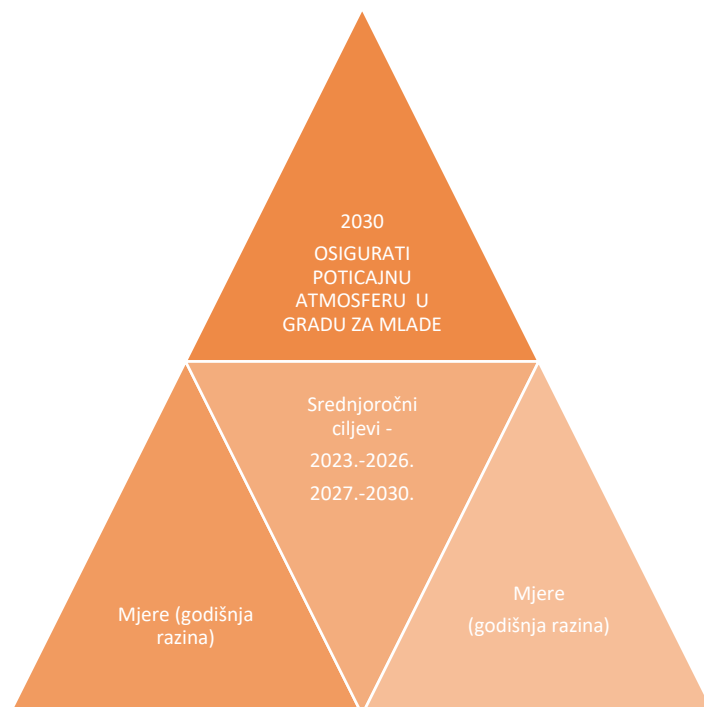 2030
OSIGURATI
POTICAJNU
ATMOSFERU U
GRADU ZA MLADE
Srednjoročni
ciljevi -
2023.-2026.
2027.-2030.
Mjere (godišnja
razina)
Mjere
(godišnja razina)